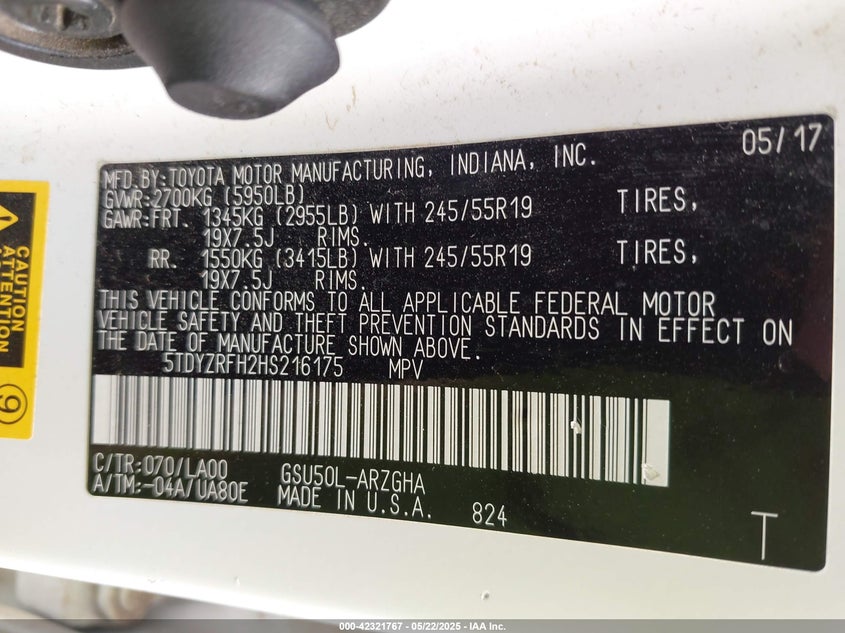 05/17
MFD.BY:TOYOTA MOTOR MANUFACTURING, INDIANA, INC.
GVWR:2700KG (5950LB)
GAWR:FRT. 1345KG (2955LB) WITH 245/55R19 TIRES,
19X7.5J RIMS.
RR. 1550KG (3415LB) WITH 245/55R19 TIRES,
19X7.5J RIMS.
THIS VEHICLE CONFORMS TO ALL APPLICABLE FEDERAL MOTOR
VEHICLE SAFETY AND THEFT PREVENTION STANDARDS IN EFFECT ON
THE DATE OF MANUFACTURE SHOWN ABOVE.
5TDYZRFH2HS216175 MPV
C/TR:070/LA00 GSU50L-ARZGHA
A/TM:-04A/UA80E MADE IN U.S.A. 824
T
CAUTION
ATTENTION
9
000-42321767 - 05/22/2025 - IAA Inc.